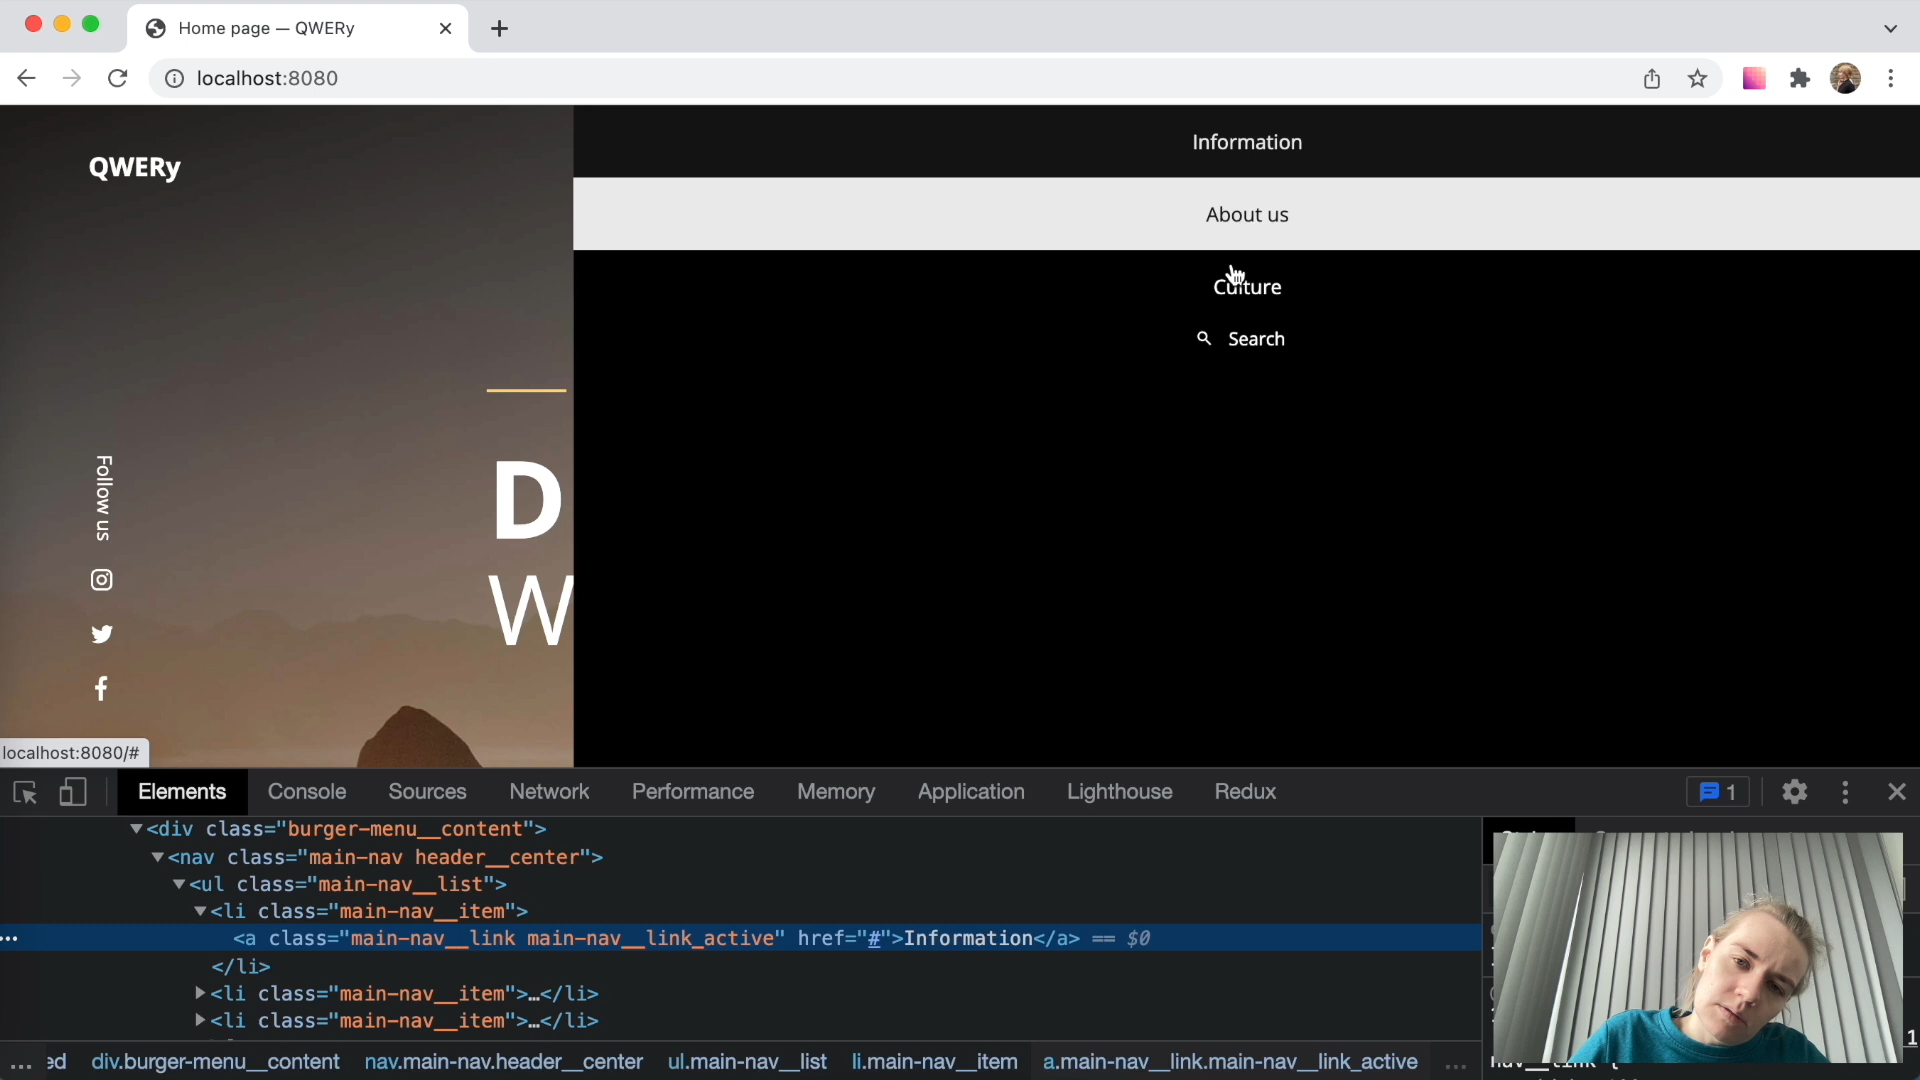 Home page — QWERy
localhost:8080
QWERy
Information
About us
Culture
Search
D
W
Follow us
localhost:8080/#
Elements Console Sources Network Performance Memory Application Lighthouse Redux 1
▼<div class="burger-menu__content">
▼<nav class="main-nav header__center">
▼<ul class="main-nav__list">
▼<li class="main-nav__item">
<a class="main-nav__link main-nav__link_active" href="#">Information</a> == $0
</li>
▶<li class="main-nav__item">…</li>
▶<li class="main-nav__item">…</li>
... ed div.burger-menu__content nav.main-nav.header__center ul.main-nav__list li.main-nav__item a.main-nav__link.main-nav__link_active ...
1